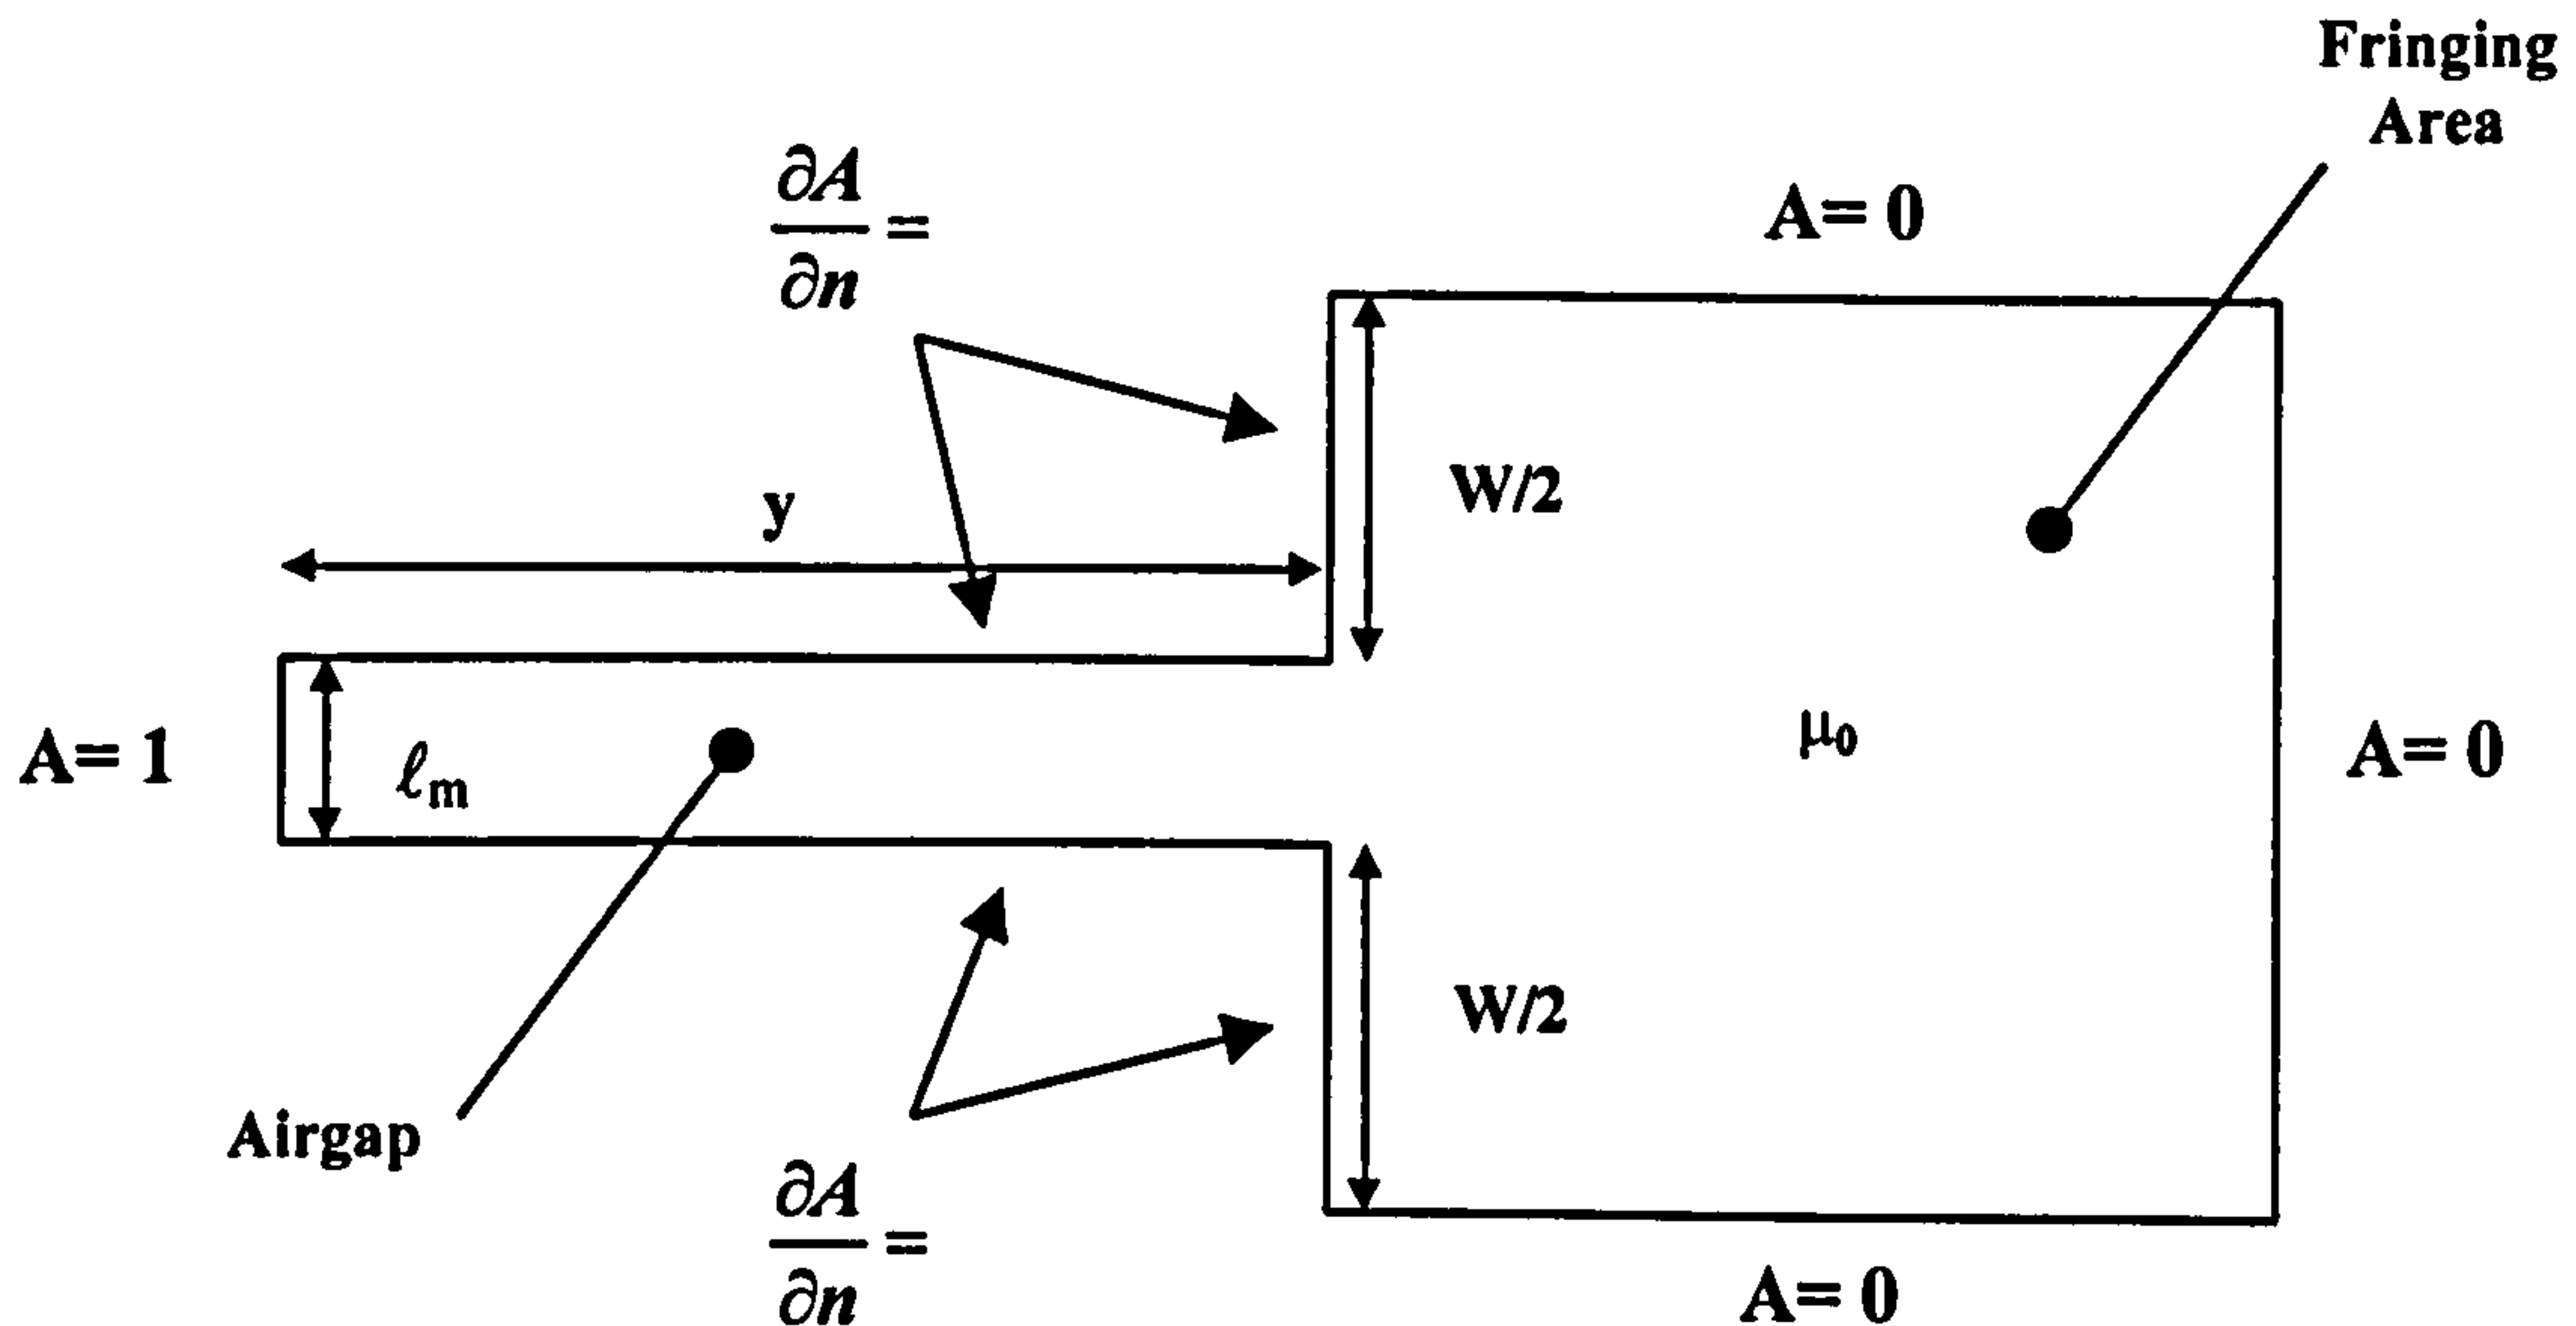 Fringing
Area
∂A
∂n
=
A= 0
W/2
y
μ₀
A= 1
ℓₘ
A= 0
W/2
Airgap
∂A
∂n
=
A= 0